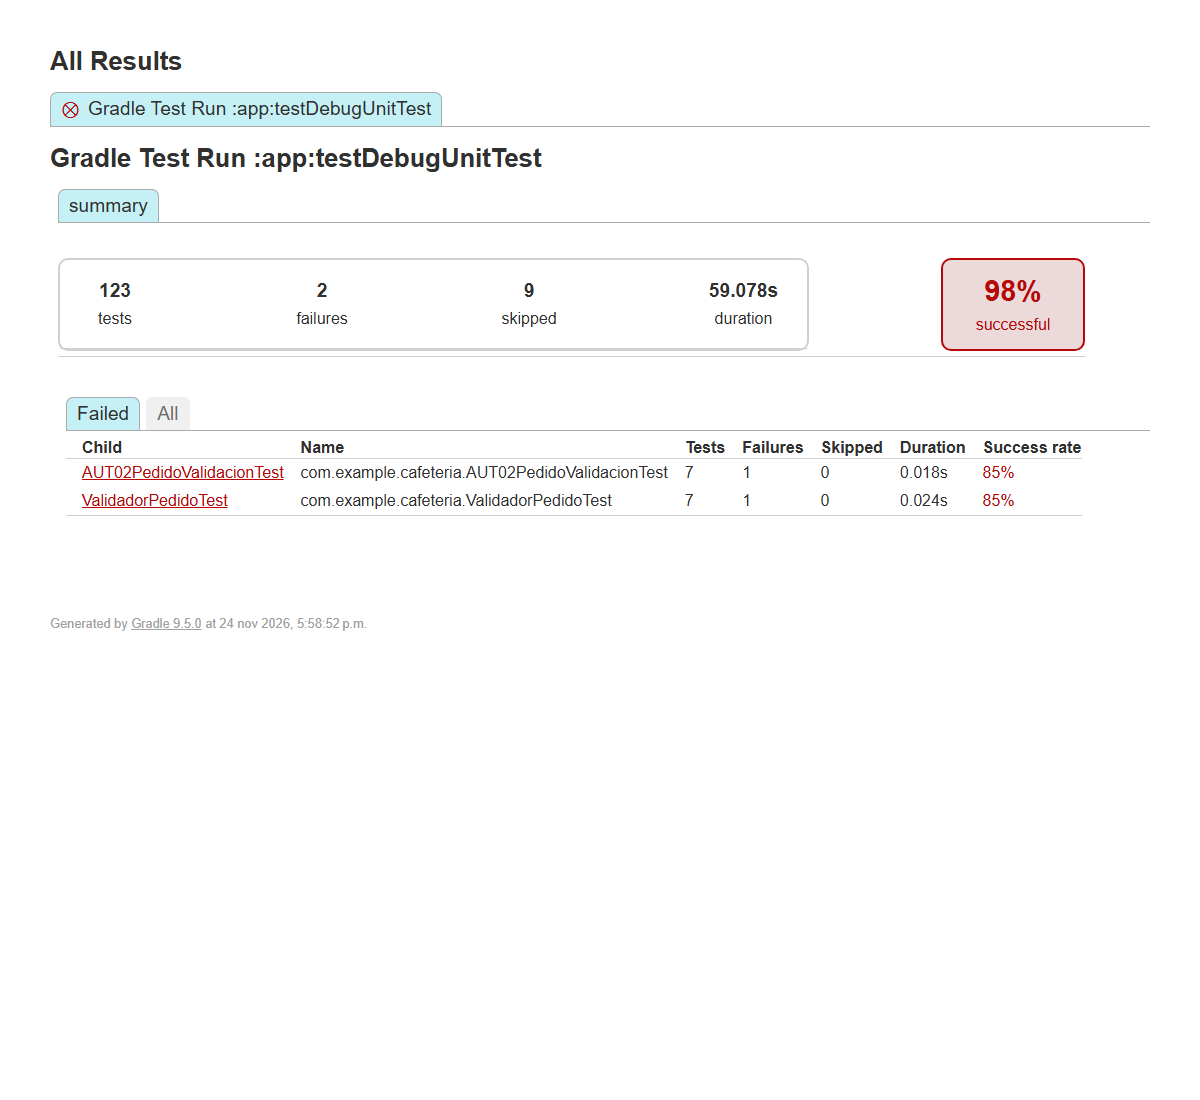 All Results
Gradle Test Run :app:testDebugUnitTest
Gradle Test Run :app:testDebugUnitTest
summary
123 2 9 59.078s
tests failures skipped duration
98%
successful
Failed All
Child Name Tests Failures Skipped Duration Success rate
AUT02PedidoValidacionTest com.example.cafeteria.AUT02PedidoValidacionTest 7 1 0 0.018s 85%
ValidadorPedidoTest com.example.cafeteria.ValidadorPedidoTest 7 1 0 0.024s 85%
Generated by Gradle 9.5.0 at 24 nov 2026, 5:58:52 p.m.